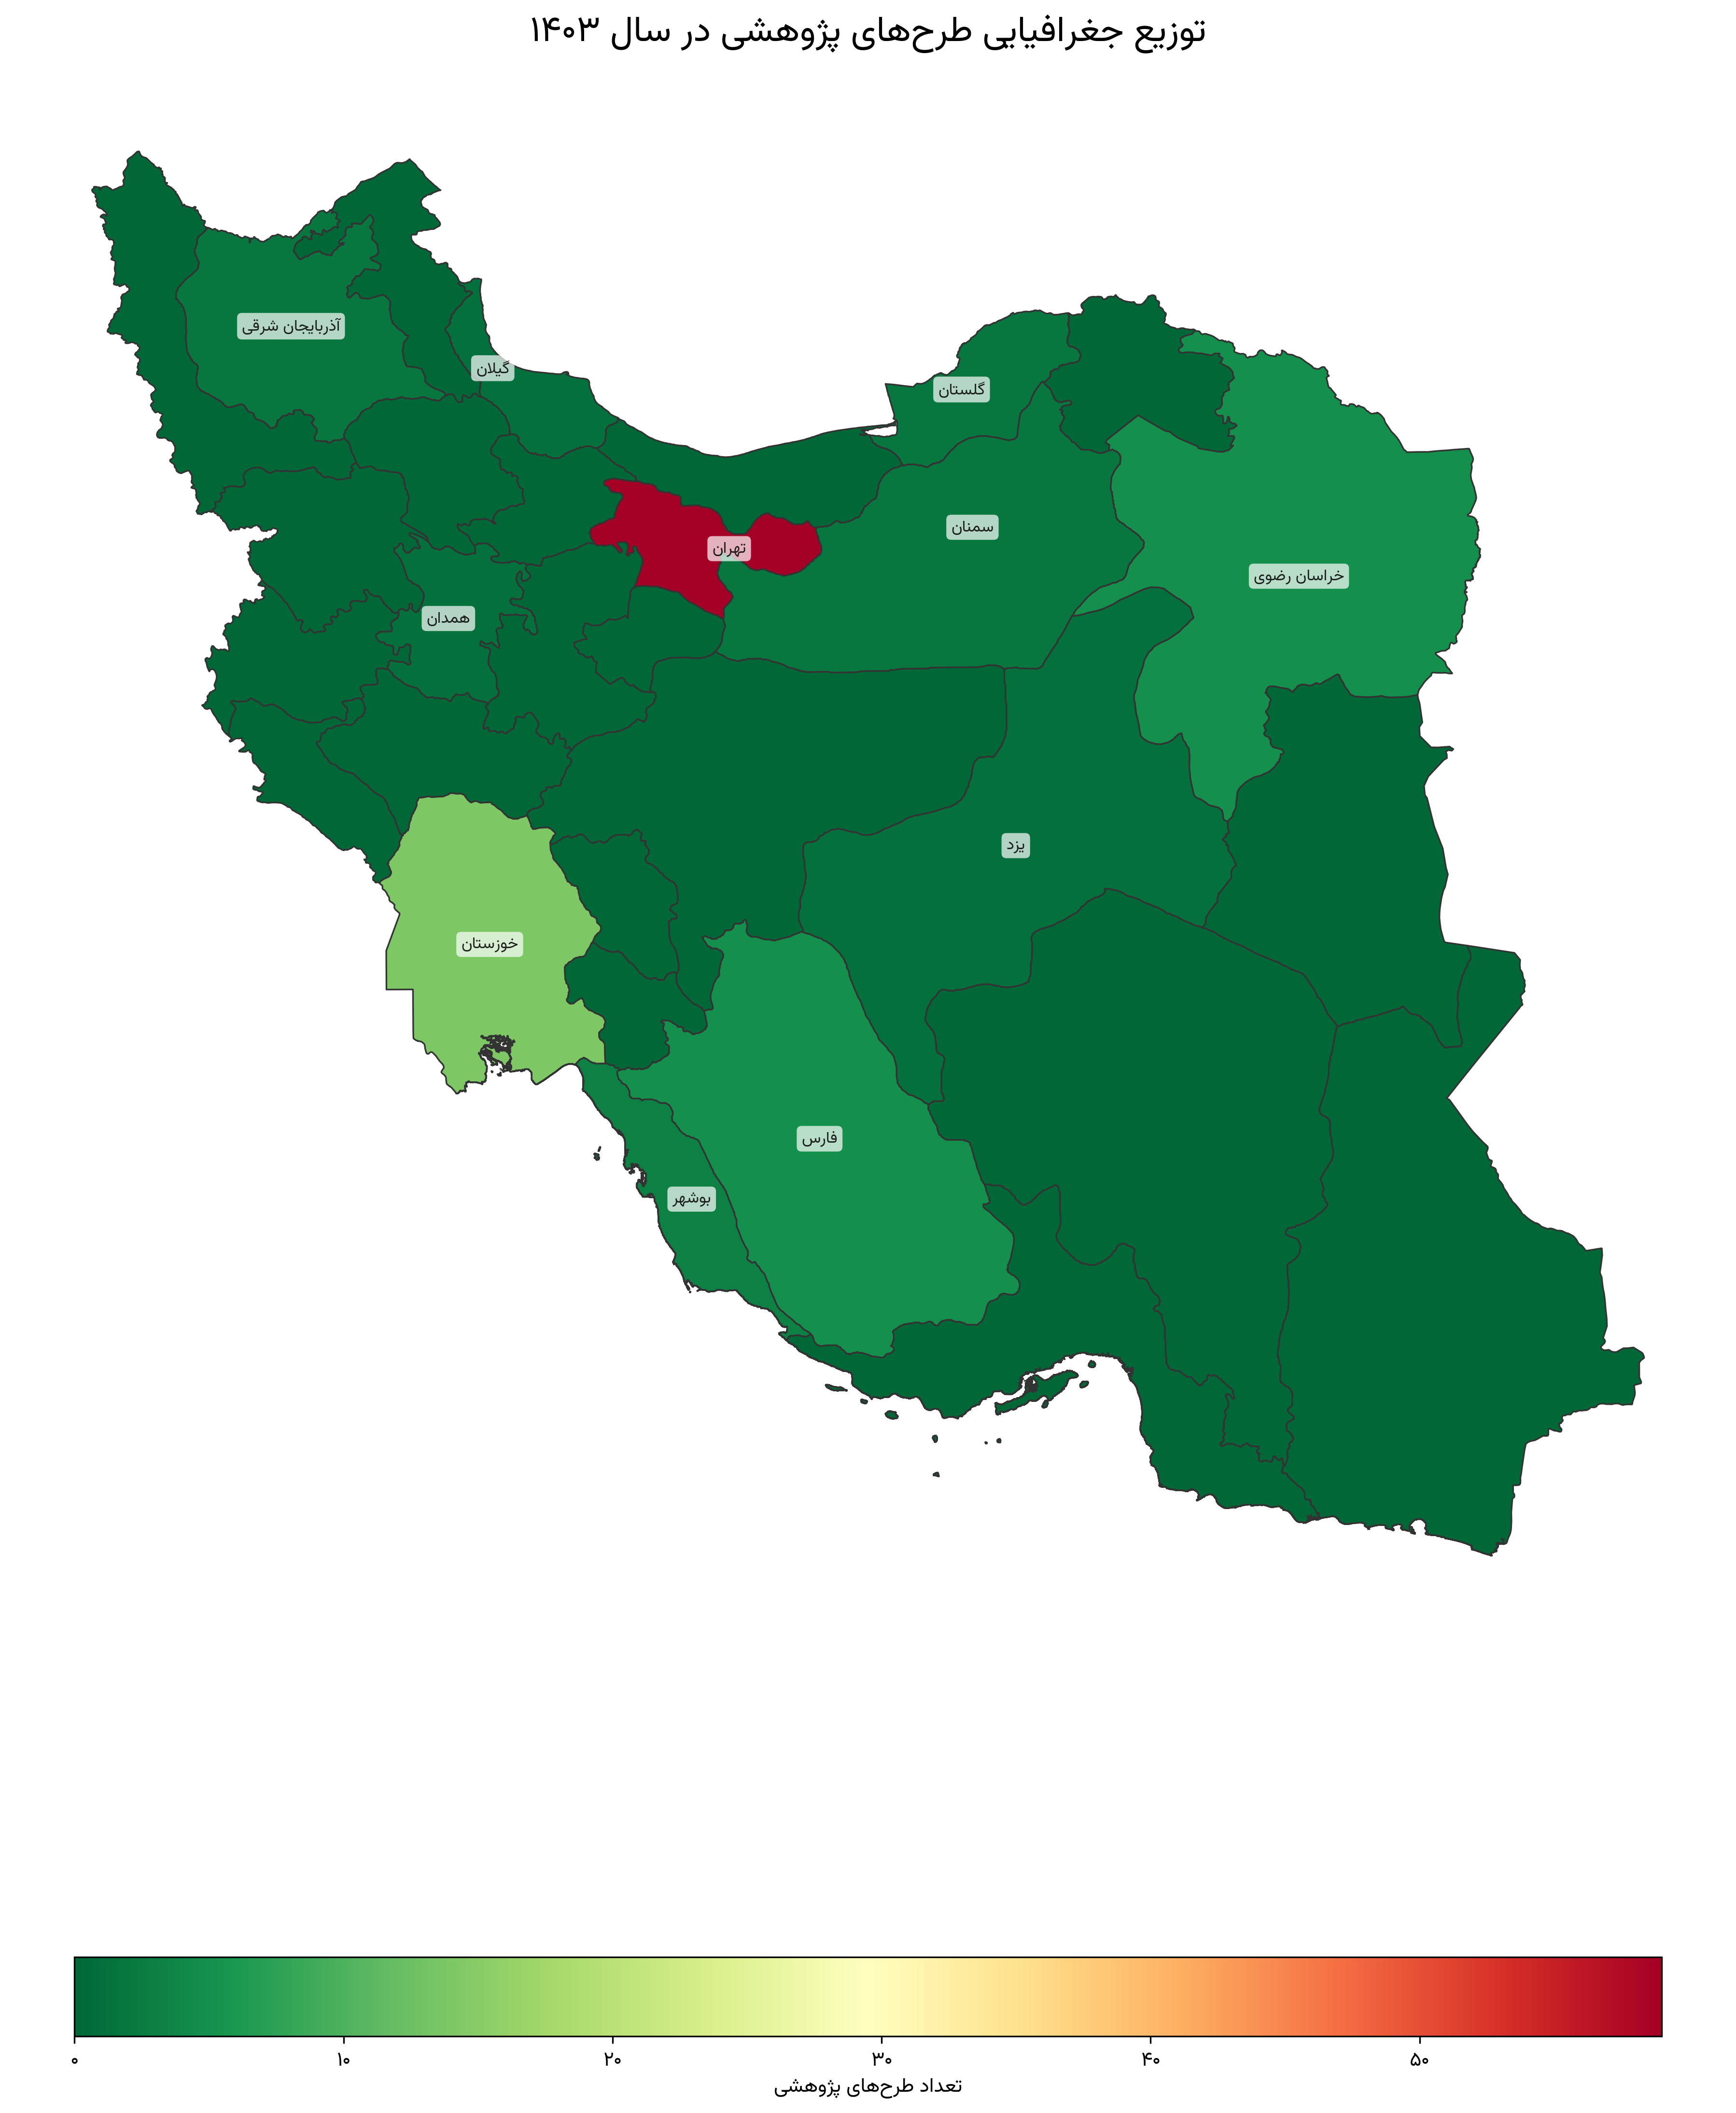 توزیع جغرافیایی طرح‌های پژوهشی در سال ۱۴۰۳
آذربایجان شرقی
گیلان
گلستان
سمنان
تهران
خراسان رضوی
همدان
یزد
خوزستان
فارس
بوشهر
۰ ۱۰ ۲۰ ۳۰ ۴۰ ۵۰
تعداد طرح‌های پژوهشی